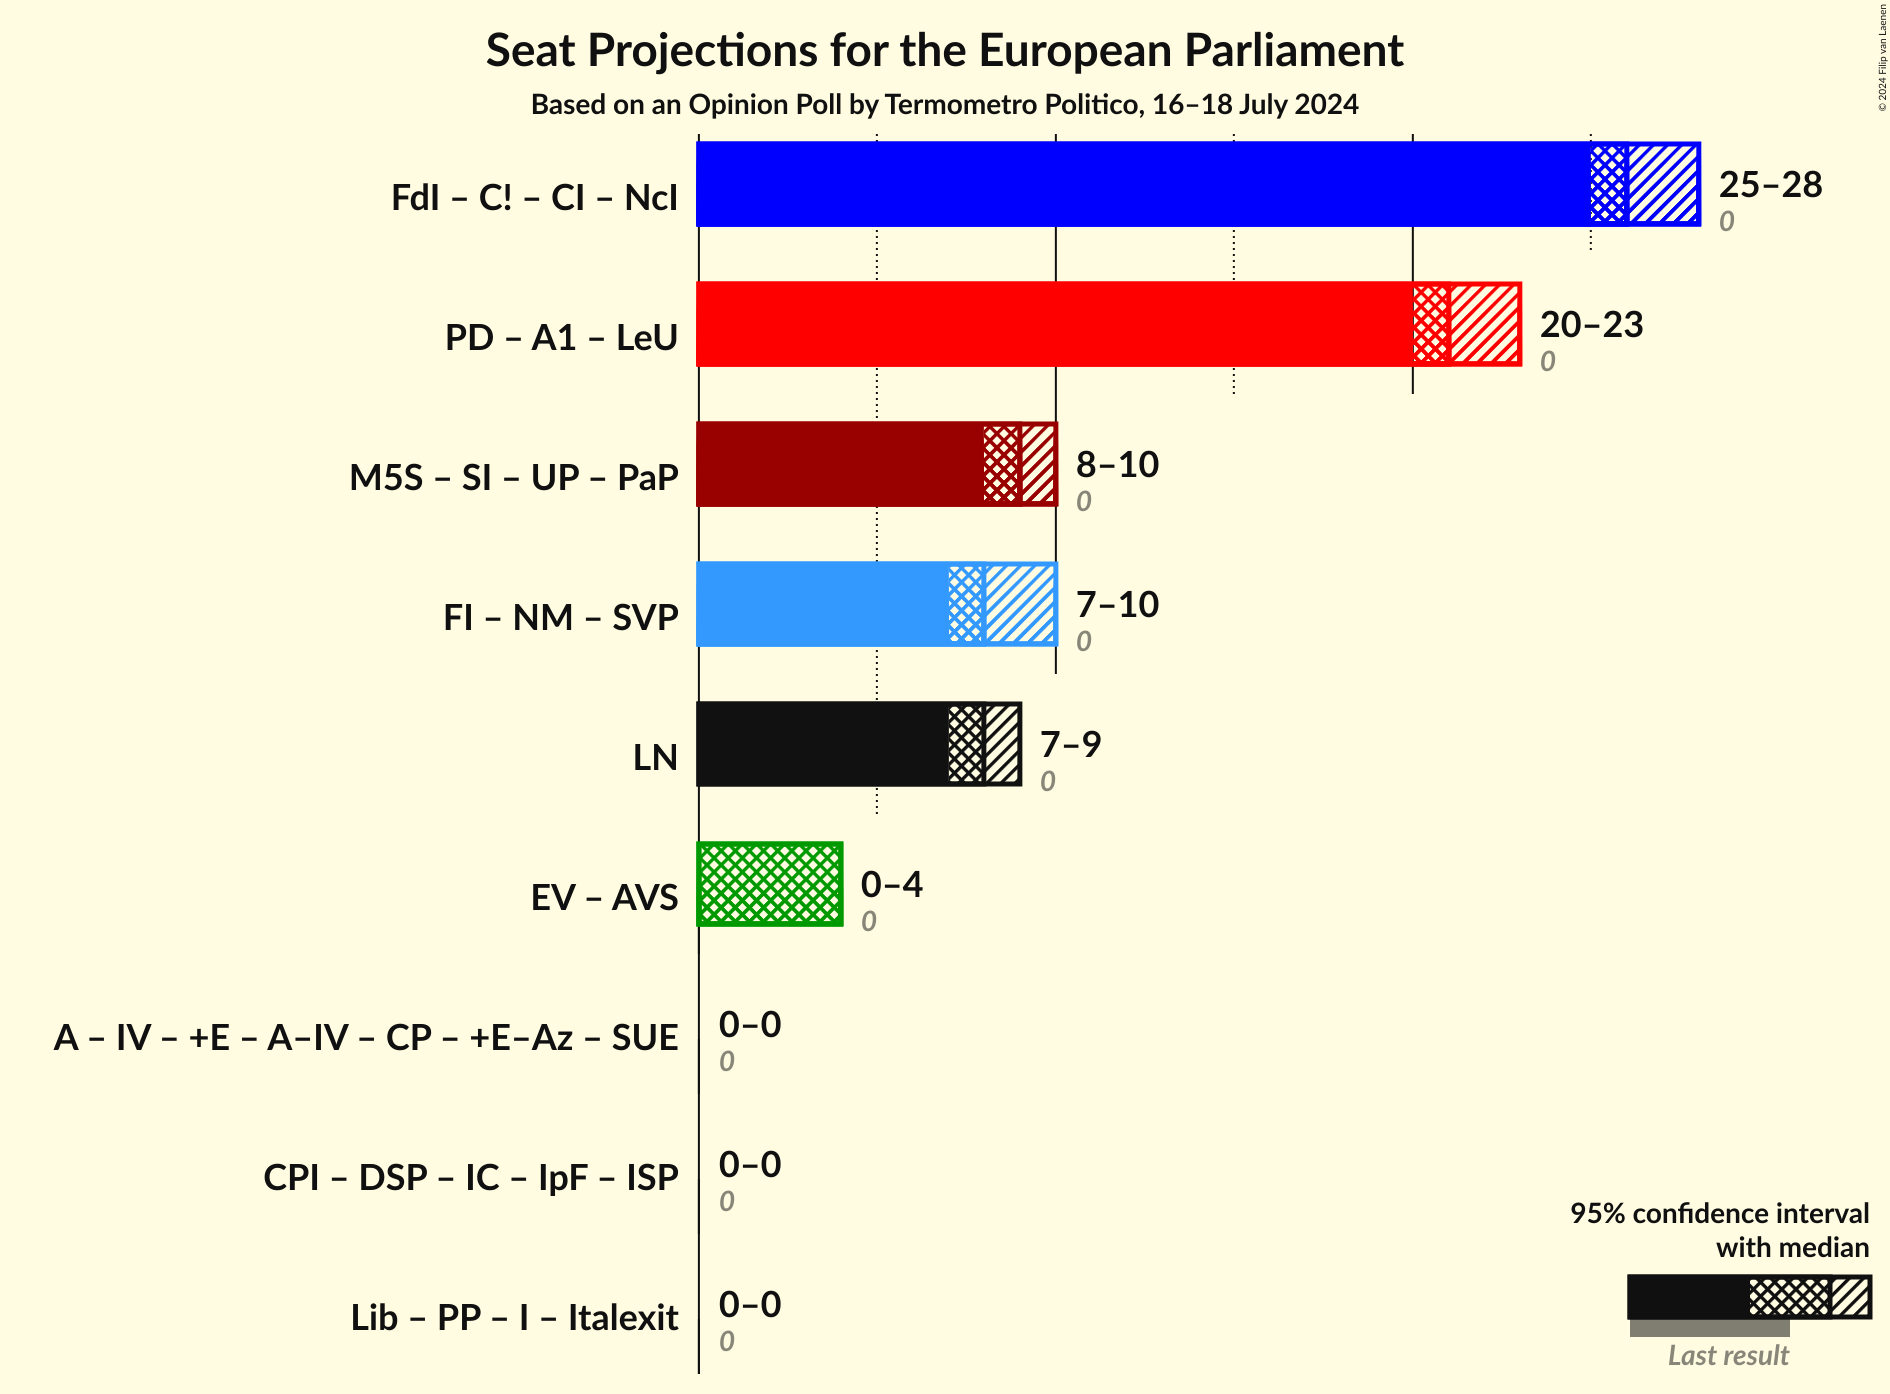 Seat Projections for the European Parliament
Based on an Opinion Poll by Termometro Politico, 16–18 July 2024
© 2024 Filip van Laenen
FdI – C! – CI – NcI
25–28
0
PD – A1 – LeU
20–23
0
M5S – SI – UP – PaP
8–10
0
FI – NM – SVP
7–10
0
LN
7–9
0
EV – AVS
0–4
0
A – IV – +E – A–IV – CP – +E–Az – SUE
0–0
0
CPI – DSP – IC – IpF – ISP
0–0
0
Lib – PP – I – Italexit
0–0
0
95% confidence interval
with median
Last result